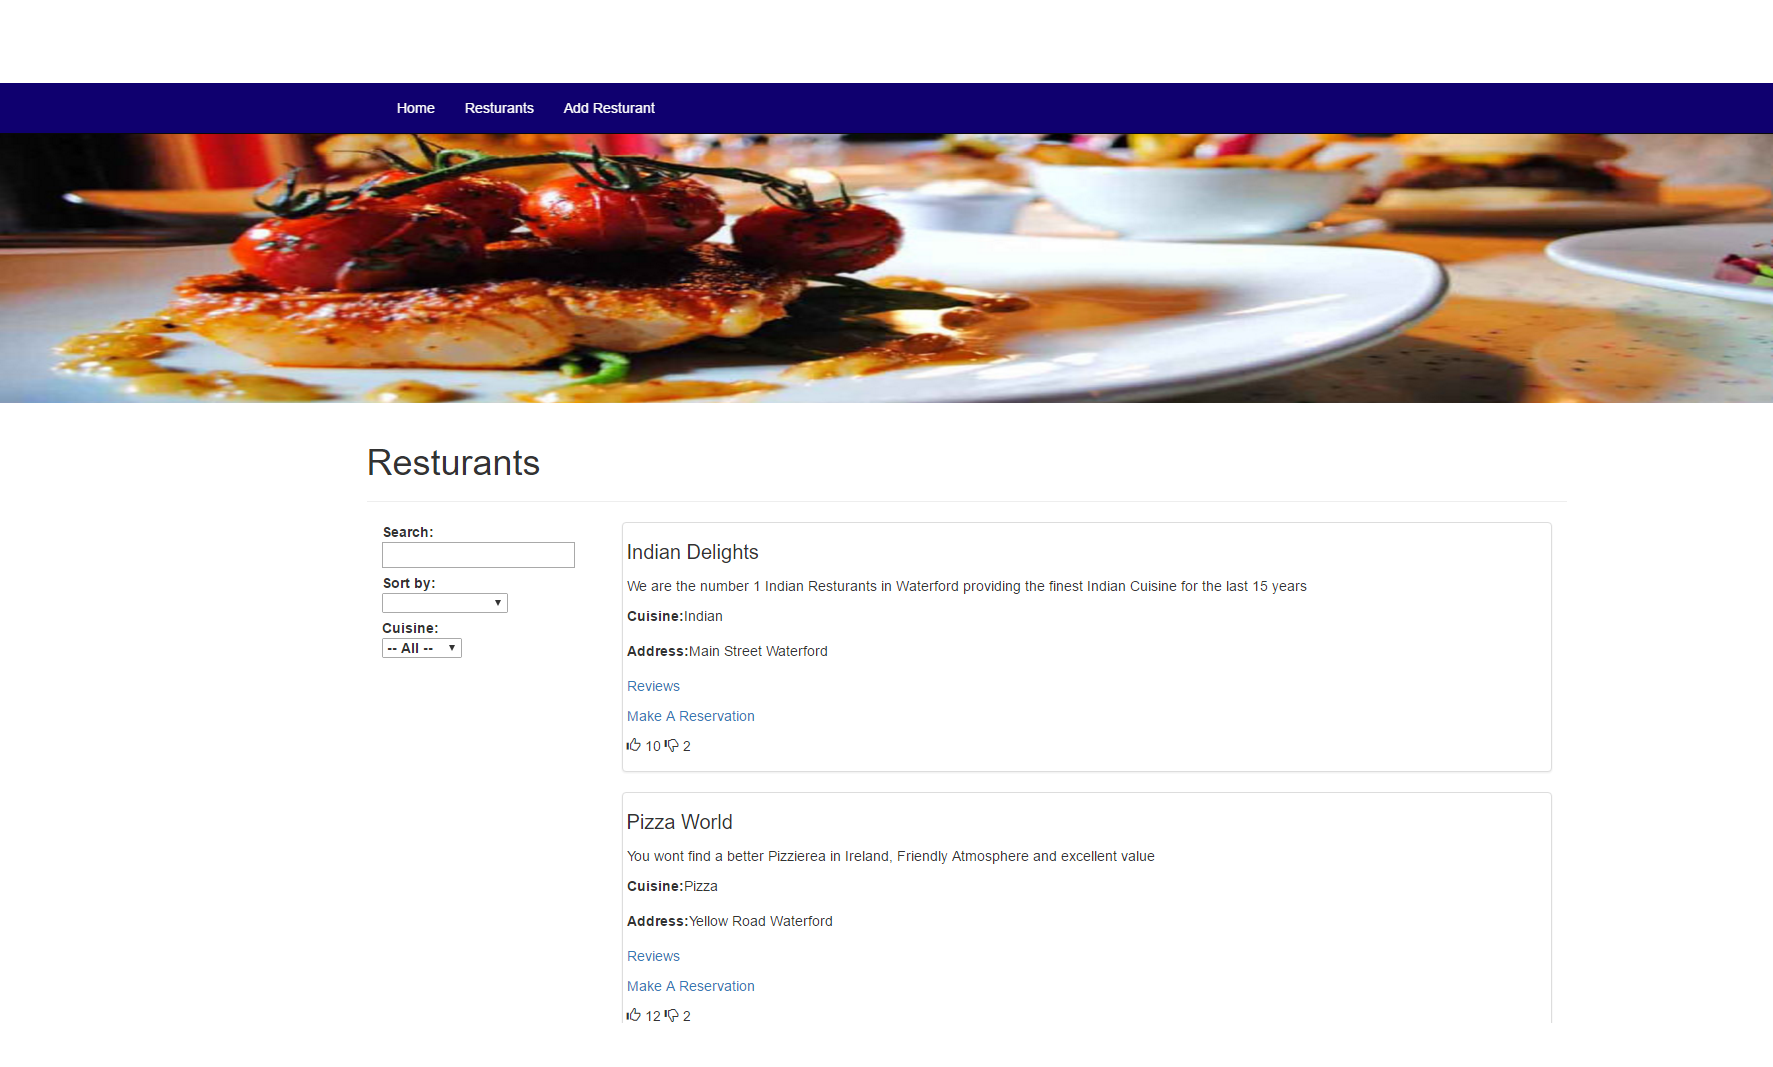 Home Resturants Add Resturant
Resturants
Search:
Sort by:
Cuisine:
-- All --
Indian Delights
We are the number 1 Indian Resturants in Waterford providing the finest Indian Cuisine for the last 15 years
Cuisine:Indian
Address:Main Street Waterford
Reviews
Make A Reservation
10 2
Pizza World
You wont find a better Pizzierea in Ireland, Friendly Atmosphere and excellent value
Cuisine:Pizza
Address:Yellow Road Waterford
Reviews
Make A Reservation
12 2